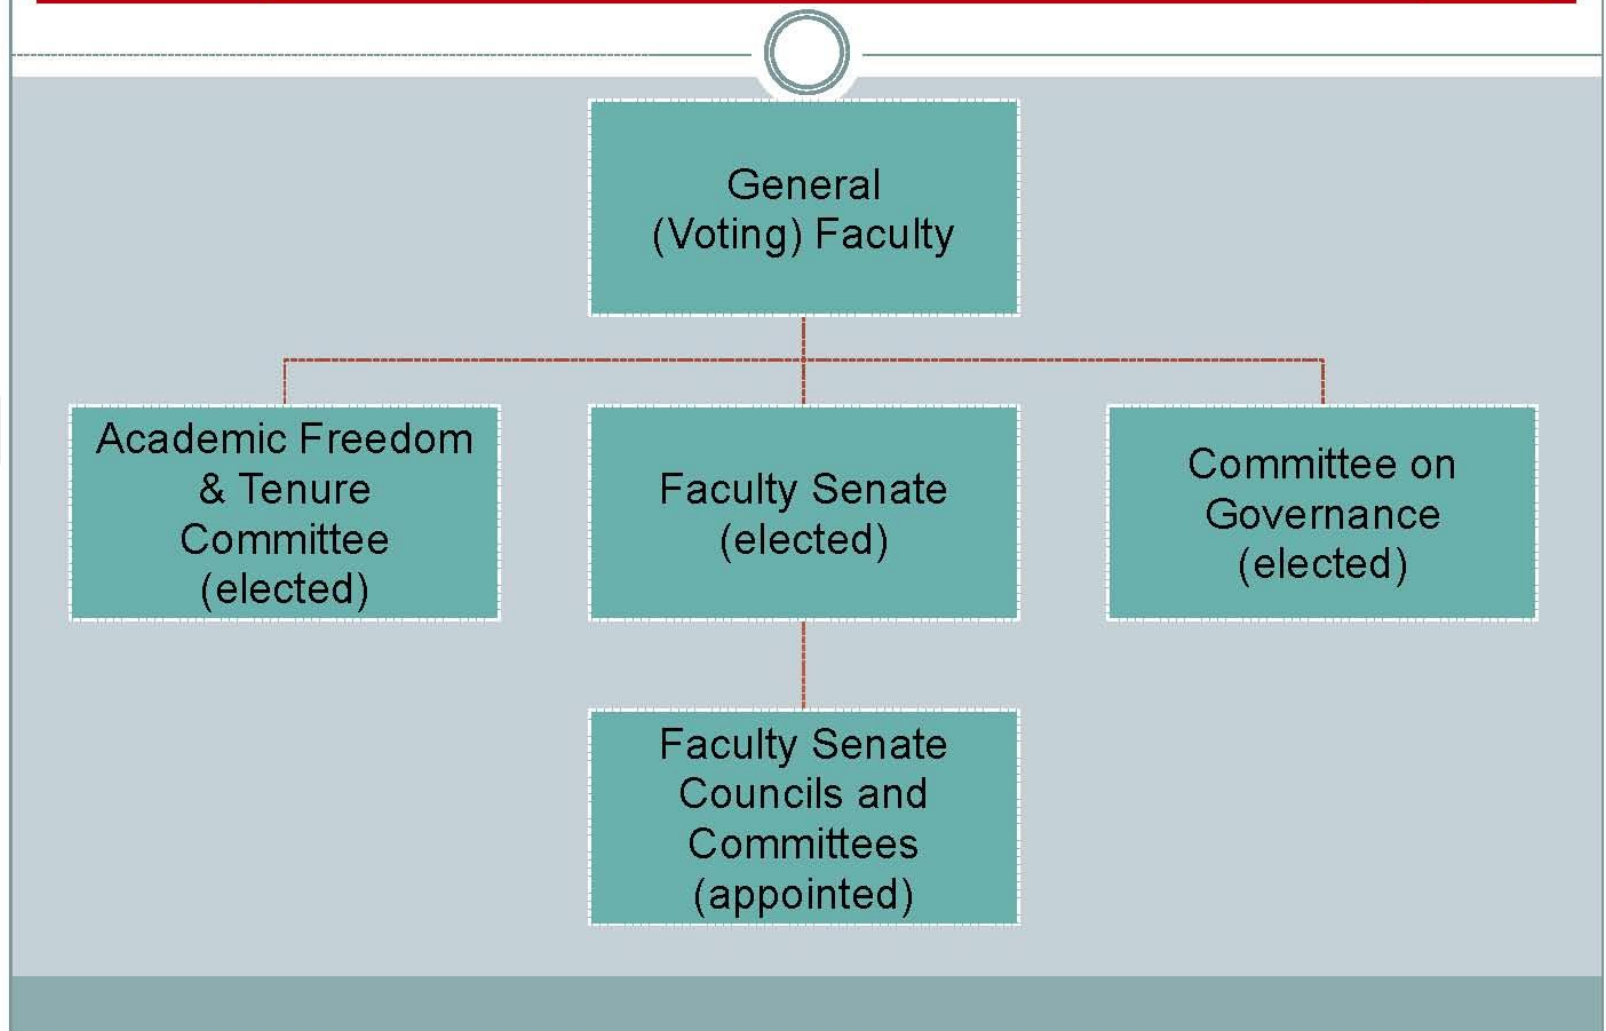 General
(Voting) Faculty
Academic Freedom
& Tenure
Committee
(elected)
Faculty Senate
(elected)
Committee on
Governance
(elected)
Faculty Senate
Councils and
Committees
(appointed)